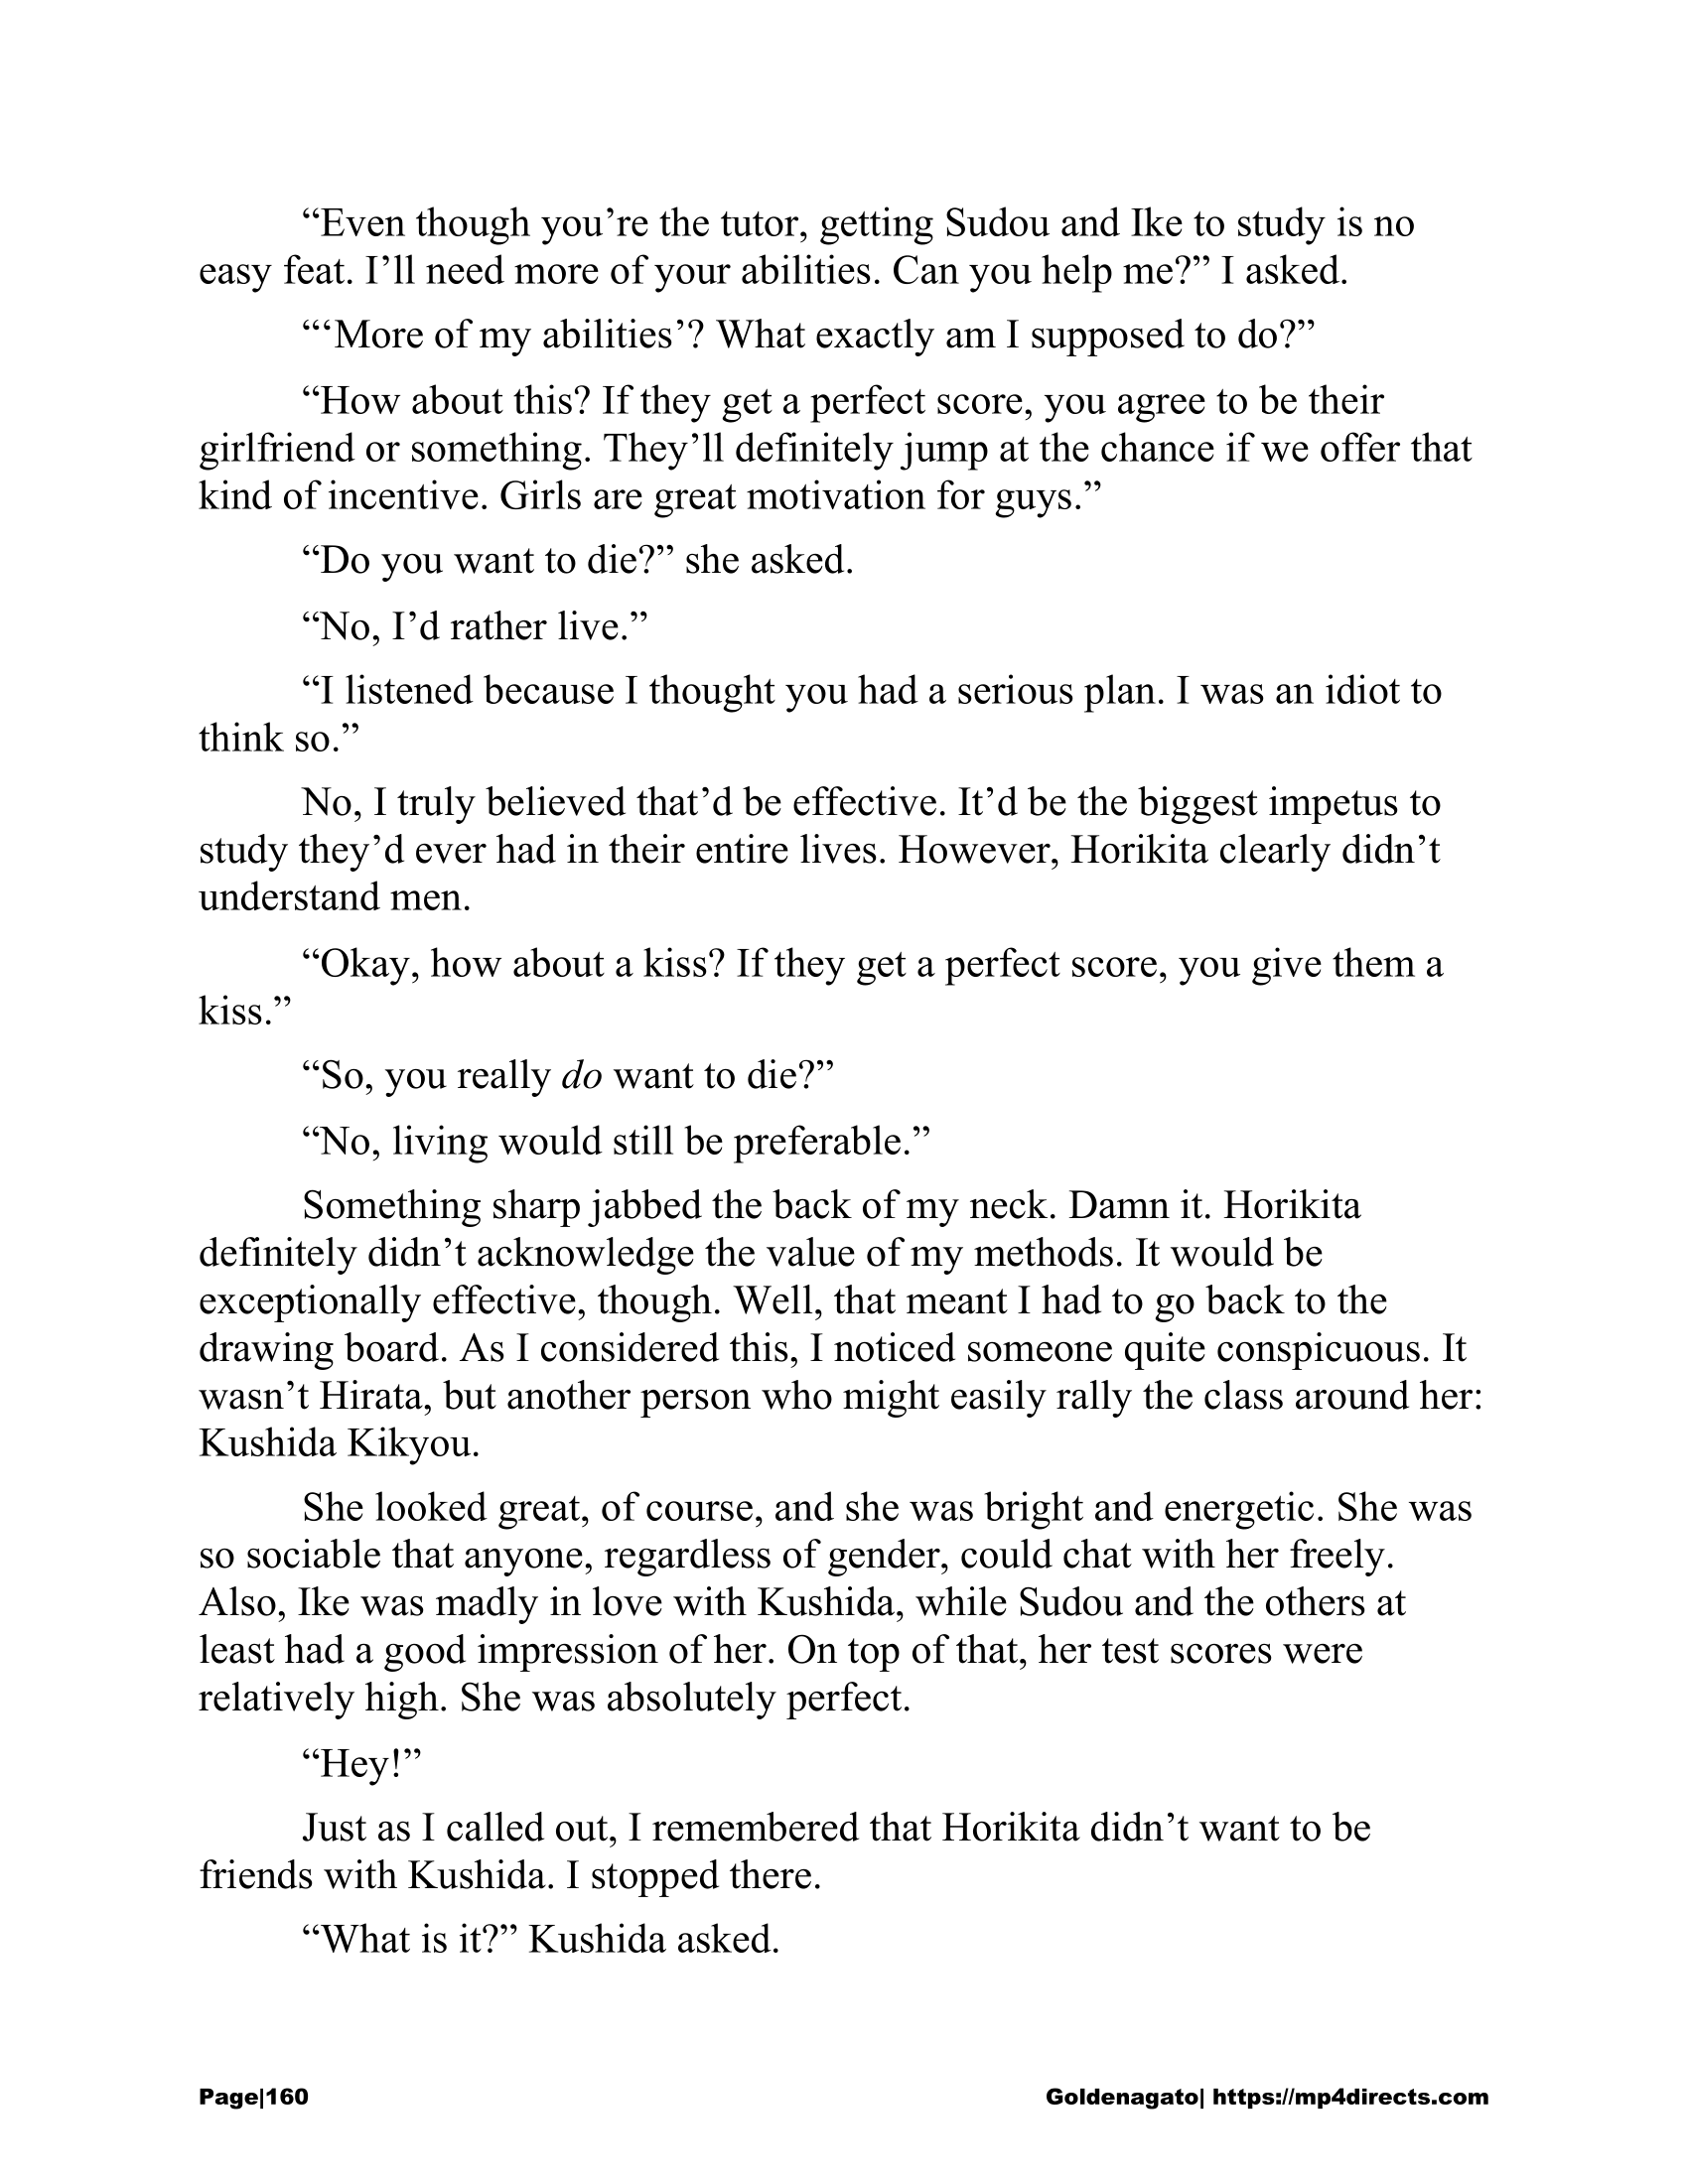 “Even though you’re the tutor, getting Sudou and Ike to study is no
easy feat. I’ll need more of your abilities. Can you help me?” I asked.
“‘More of my abilities’? What exactly am I supposed to do?”
“How about this? If they get a perfect score, you agree to be their
girlfriend or something. They’ll definitely jump at the chance if we offer that
kind of incentive. Girls are great motivation for guys.”
“Do you want to die?” she asked.
“No, I’d rather live.”
“I listened because I thought you had a serious plan. I was an idiot to
think so.”
No, I truly believed that’d be effective. It’d be the biggest impetus to
study they’d ever had in their entire lives. However, Horikita clearly didn’t
understand men.
“Okay, how about a kiss? If they get a perfect score, you give them a
kiss.”
“So, you really do want to die?”
“No, living would still be preferable.”
Something sharp jabbed the back of my neck. Damn it. Horikita
definitely didn’t acknowledge the value of my methods. It would be
exceptionally effective, though. Well, that meant I had to go back to the
drawing board. As I considered this, I noticed someone quite conspicuous. It
wasn’t Hirata, but another person who might easily rally the class around her:
Kushida Kikyou.
She looked great, of course, and she was bright and energetic. She was
so sociable that anyone, regardless of gender, could chat with her freely.
Also, Ike was madly in love with Kushida, while Sudou and the others at
least had a good impression of her. On top of that, her test scores were
relatively high. She was absolutely perfect.
“Hey!”
Just as I called out, I remembered that Horikita didn’t want to be
friends with Kushida. I stopped there.
“What is it?” Kushida asked.
Page|160 Goldenagato| https://mp4directs.com